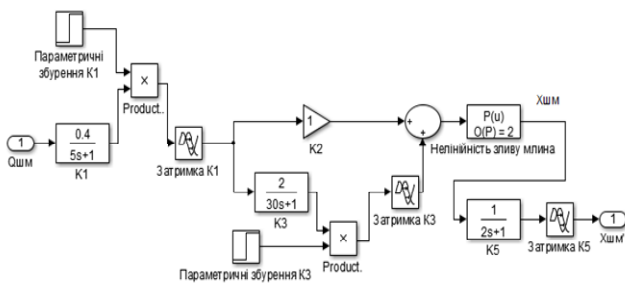 Параметричні
збурення К1
×
Product..
1
Qшм
0.4
5s+1
K1
Затримка К1
1
K2
+
+
P(u)
O(P) = 2
Нелінійність зливу млина
Xшм
2
30s+1
K3
×
Product.
Затримка К3
Параметричні збурення К3
1
2s+1
K5
Затримка К5
1
Xшм'